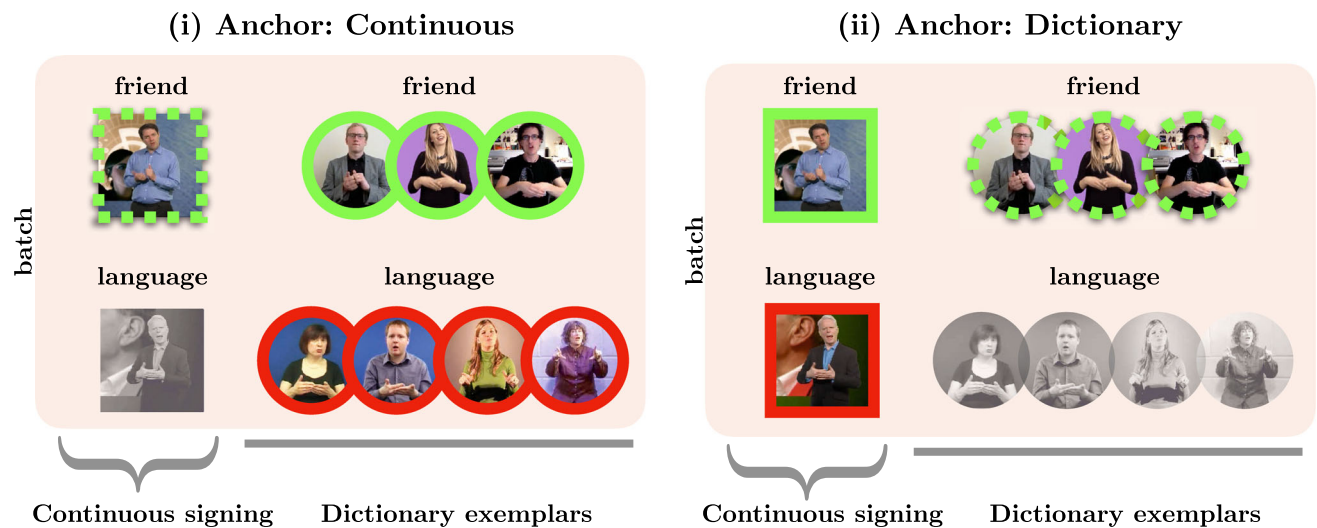 (i) Anchor: Continuous
friend
friend
batch
language
language
Continuous signing
Dictionary exemplars
(ii) Anchor: Dictionary
friend
friend
batch
language
language
Continuous signing
Dictionary exemplars